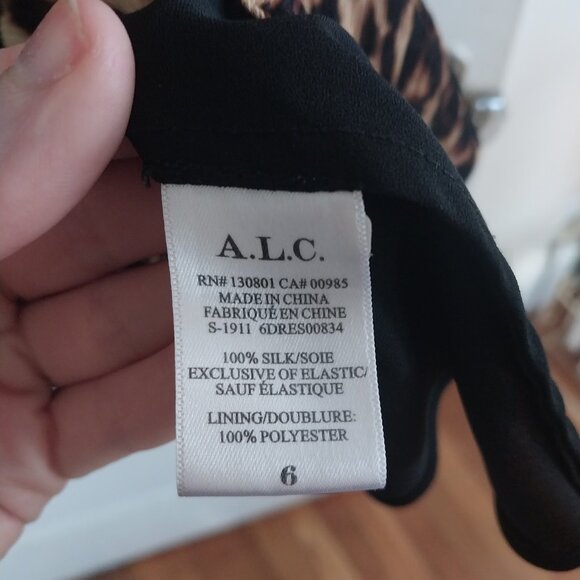 A.L.C.
RN# 130801 CA# 00985
MADE IN CHINA
FABRIQUÉ EN CHINE
S-1911 6DRES00834
100% SILK/SOIE
EXCLUSIVE OF ELASTIC/
SAUF ÉLASTIQUE
LINING/DOUBLURE:
100% POLYESTER
6